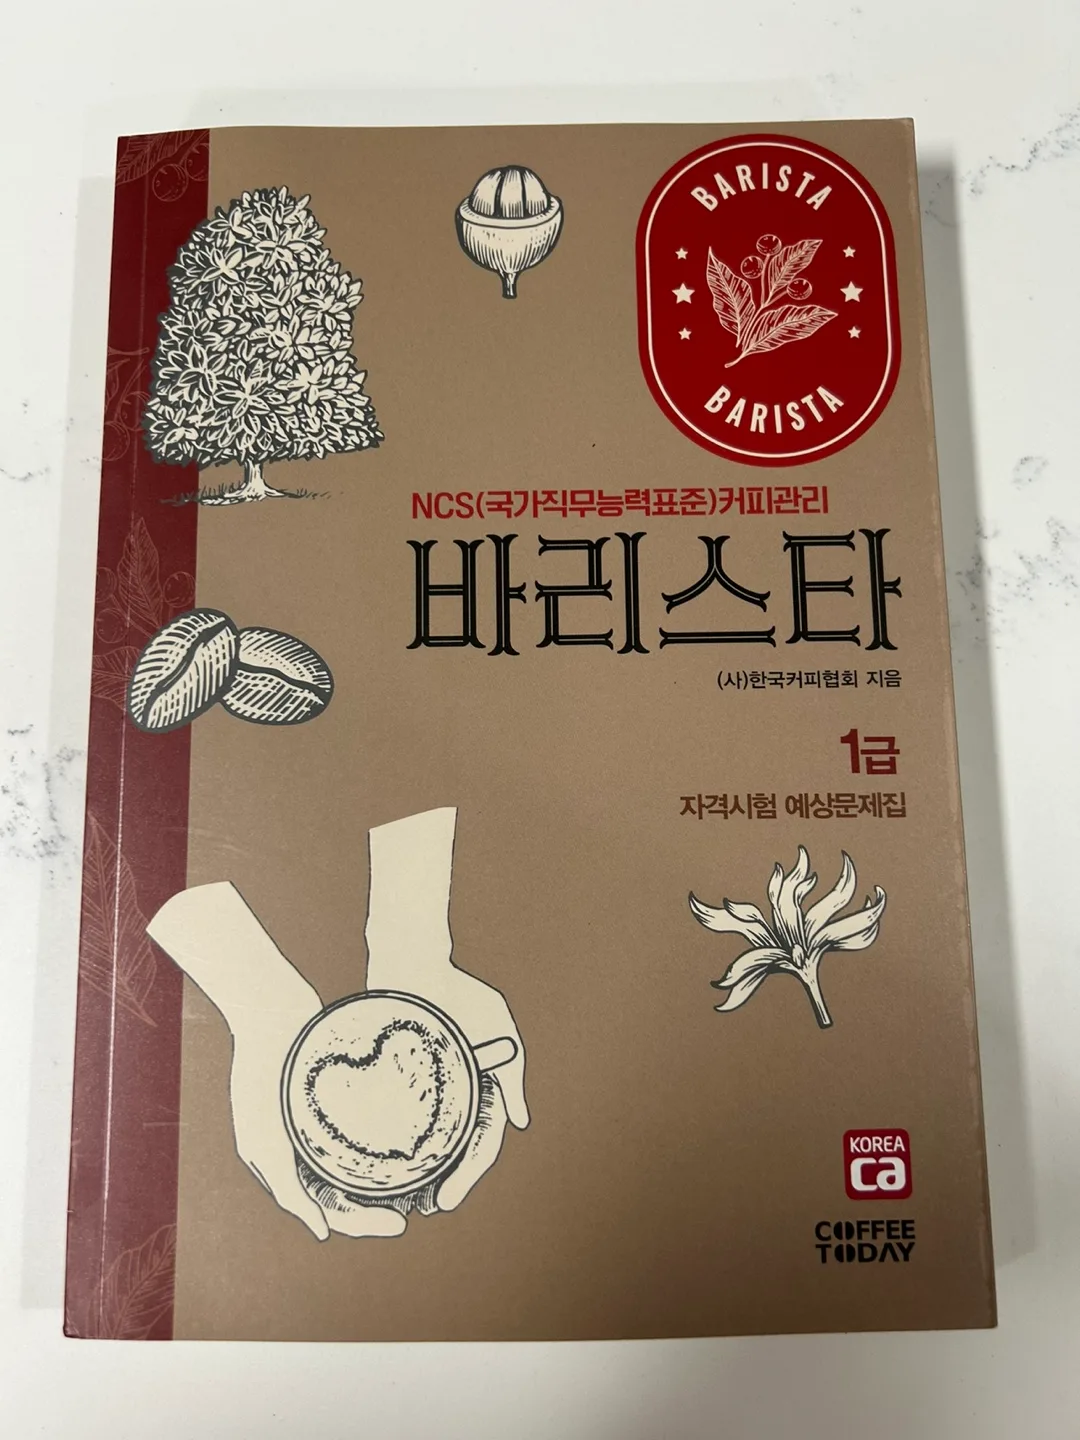 BARISTA
BARISTA
NCS(국가직무능력표준)커피관리
바리스타
(사)한국커피협회 지음
1급
자격시험 예상문제집
KOREA
ca
COFFEE
TODAY